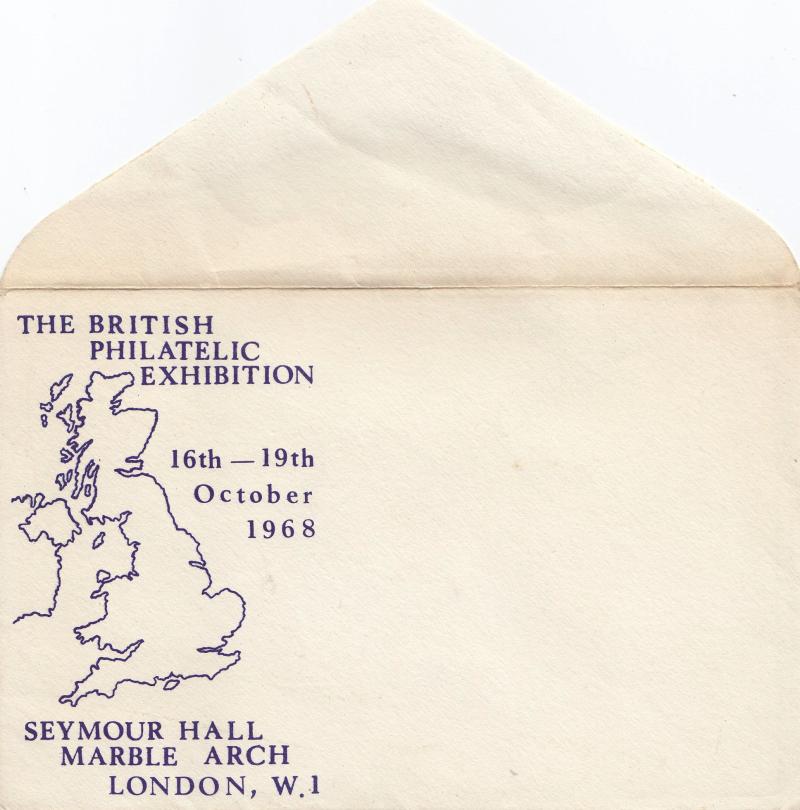 THE BRITISH
PHILATELIC
EXHIBITION
16th — 19th
October
1968
SEYMOUR HALL
MARBLE ARCH
LONDON, W.1